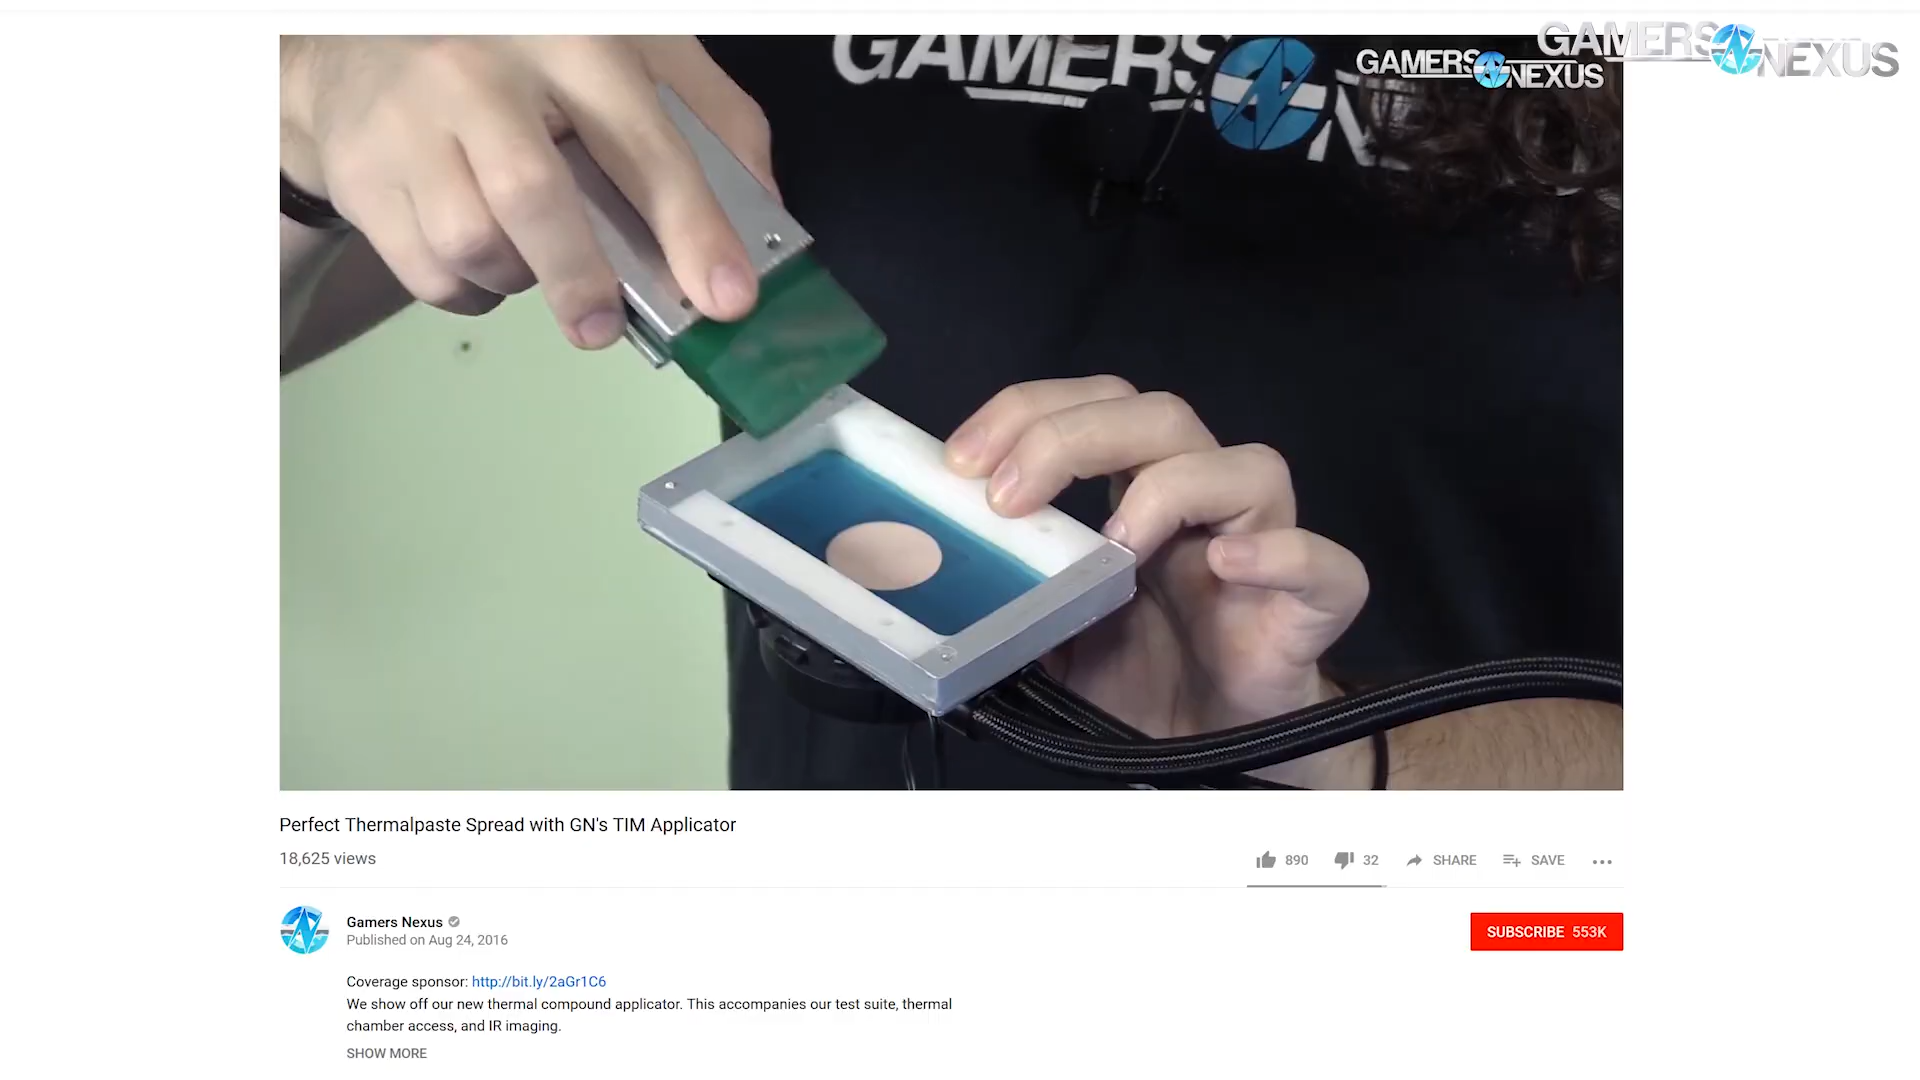 GAMERS NEXUS
GAMERS NEXUS
GAMERS N
Perfect Thermalpaste Spread with GN's TIM Applicator
18,625 views
890
32
SHARE
SAVE
Gamers Nexus
Published on Aug 24, 2016
SUBSCRIBE 553K
Coverage sponsor: http://bit.ly/2aGr1C6
We show off our new thermal compound applicator. This accompanies our test suite, thermal
chamber access, and IR imaging.
SHOW MORE